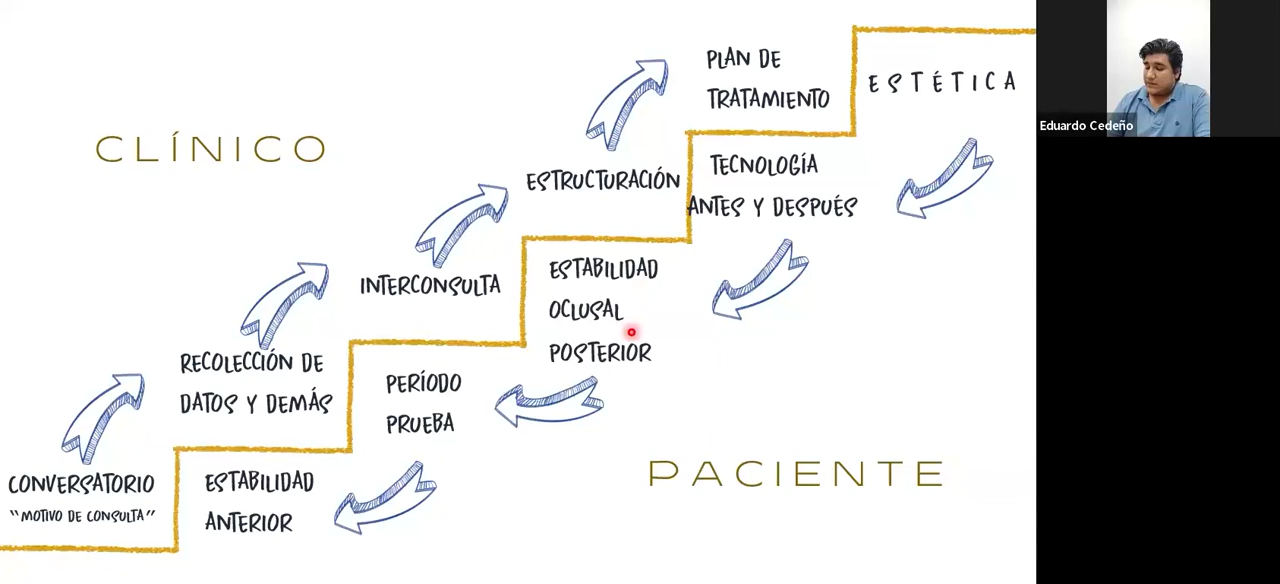 PLAN DE
TRATAMIENTO
ESTÉTICA
Eduardo Cedeño
CLÍNICO
ESTRUCTURACIÓN
TECNOLOGÍA
ANTES Y DESPUÉS
INTERCONSULTA
ESTABILIDAD
OCLUSAL
POSTERIOR
RECOLECCIÓN DE
DATOS Y DEMÁS
PERÍODO
PRUEBA
CONVERSATORIO
"MOTIVO DE CONSULTA"
ESTABILIDAD
ANTERIOR
PACIENTE